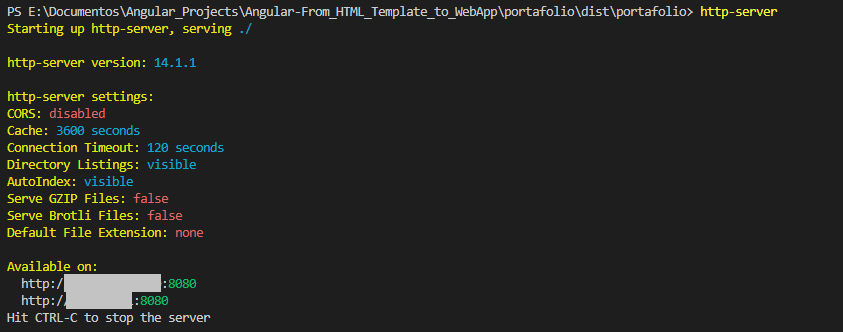 PS E:\Documentos\Angular_Projects\Angular-From_HTML_Template_to_WebApp\portafolio\dist\portafolio> http-server
Starting up http-server, serving ./
http-server version: 14.1.1
http-server settings:
CORS: disabled
Cache: 3600 seconds
Connection Timeout: 120 seconds
Directory Listings: visible
AutoIndex: visible
Serve GZIP Files: false
Serve Brotli Files: false
Default File Extension: none
Available on:
http:/ :8080
http:/ :8080
Hit CTRL-C to stop the server